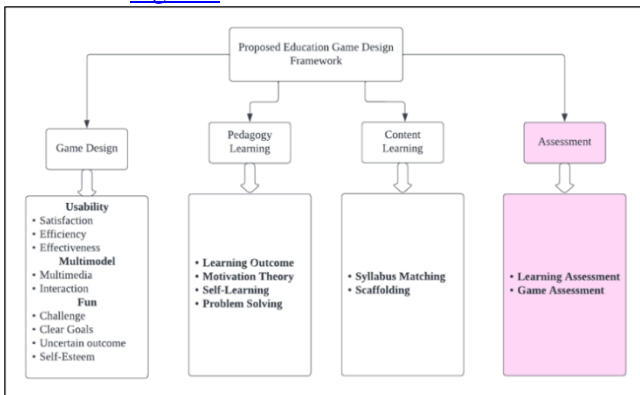 Proposed Education Game Design
Framework
Game Design
Pedagogy
Learning
Content
Learning
Assessment
Usability
• Satisfaction
• Efficiency
• Effectiveness
Multimodel
• Multimedia
• Interaction
Fun
• Challenge
• Clear Goals
• Uncertain outcome
• Self-Esteem
• Learning Outcome
• Motivation Theory
• Self-Learning
• Problem Solving
• Syllabus Matching
• Scaffolding
• Learning Assessment
• Game Assessment